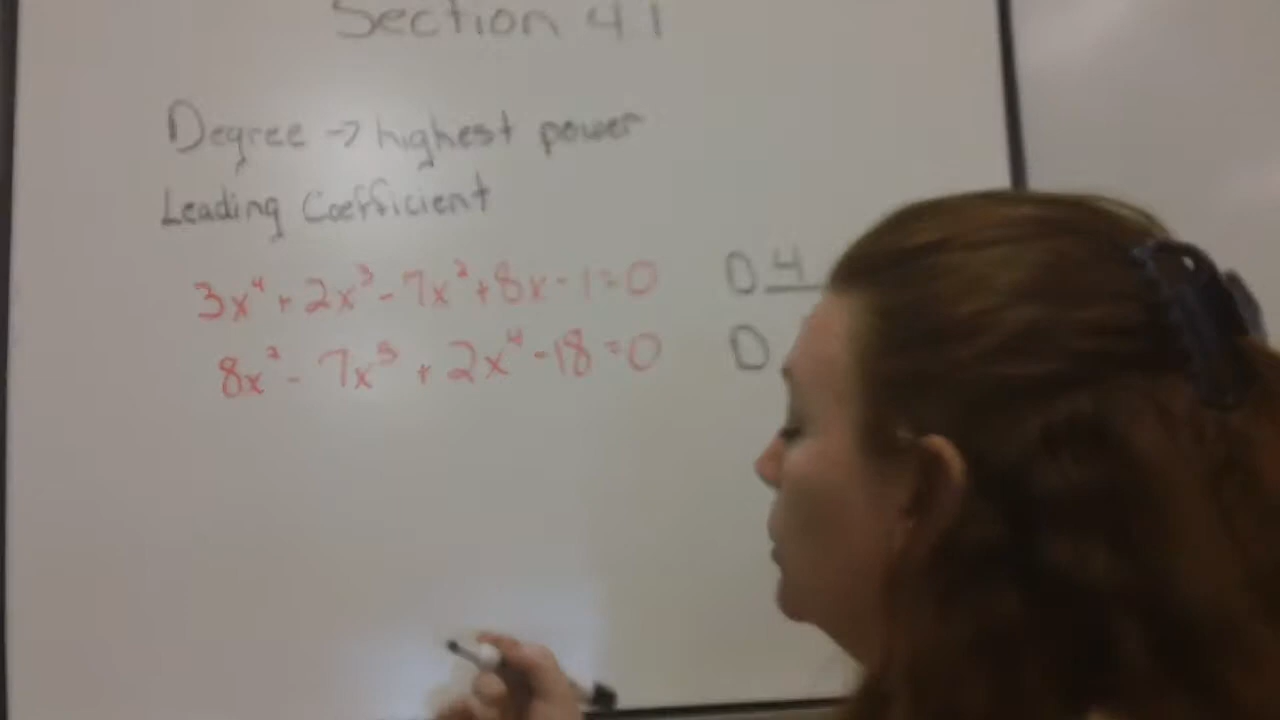 Section 4.1
Degree → highest power
Leading Coefficient
3x⁴ + 2x³ - 7x² + 8x - 1 = 0 D 4
8x² - 7x⁵ + 2x⁴ - 18 = 0 D